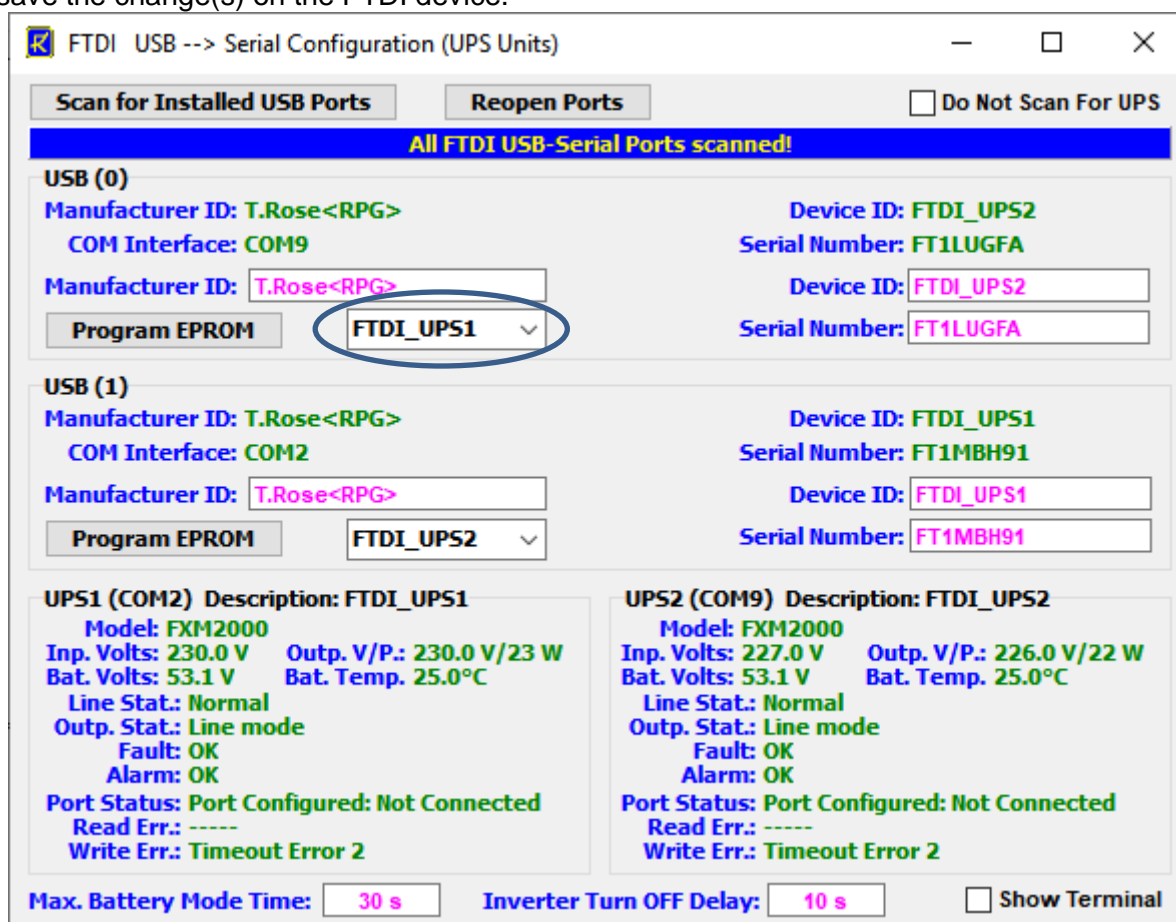 save the change(s) on the FTDI device.
FTDI USB --> Serial Configuration (UPS Units)
Scan for Installed USB Ports Reopen Ports Do Not Scan For UPS
All FTDI USB-Serial Ports scanned!
USB (0)
Manufacturer ID: T.Rose<RPG> Device ID: FTDI_UPS2
COM Interface: COM9 Serial Number: FT1LUGFA
Manufacturer ID: T.Rose<RPG> Device ID: FTDI_UPS2
Program EPROM FTDI_UPS1 Serial Number: FT1LUGFA
USB (1)
Manufacturer ID: T.Rose<RPG> Device ID: FTDI_UPS1
COM Interface: COM2 Serial Number: FT1MBH91
Manufacturer ID: T.Rose<RPG> Device ID: FTDI_UPS1
Program EPROM FTDI_UPS2 Serial Number: FT1MBH91
UPS1 (COM2) Description: FTDI_UPS1
Model: FXM2000
Inp. Volts: 230.0 V Outp. V/P.: 230.0 V/23 W
Bat. Volts: 53.1 V Bat. Temp. 25.0°C
Line Stat.: Normal
Outp. Stat.: Line mode
Fault: OK
Alarm: OK
Port Status: Port Configured: Not Connected
Read Err.: -----
Write Err.: Timeout Error 2
UPS2 (COM9) Description: FTDI_UPS2
Model: FXM2000
Inp. Volts: 227.0 V Outp. V/P.: 226.0 V/22 W
Bat. Volts: 53.1 V Bat. Temp. 25.0°C
Line Stat.: Normal
Outp. Stat.: Line mode
Fault: OK
Alarm: OK
Port Status: Port Configured: Not Connected
Read Err.: -----
Write Err.: Timeout Error 2
Max. Battery Mode Time: 30 s Inverter Turn OFF Delay: 10 s Show Terminal